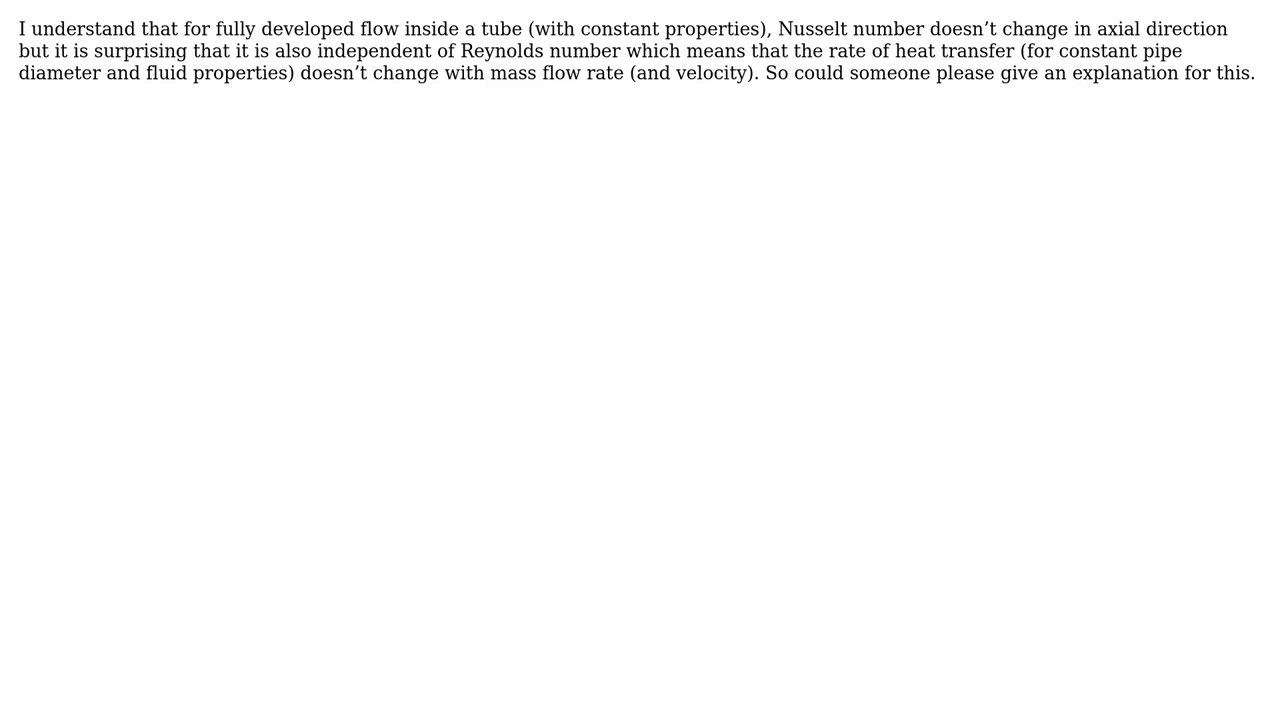 I understand that for fully developed flow inside a tube (with constant properties), Nusselt number doesn’t change in axial direction
but it is surprising that it is also independent of Reynolds number which means that the rate of heat transfer (for constant pipe
diameter and fluid properties) doesn’t change with mass flow rate (and velocity). So could someone please give an explanation for this.